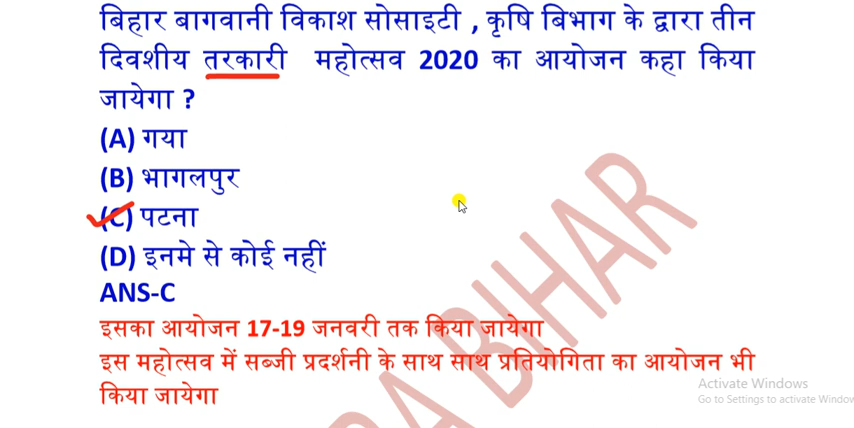 बिहार बागवानी विकाश सोसाइटी , कृषि बिभाग के द्वारा तीन
दिवशीय तरकारी महोत्सव 2020 का आयोजन कहा किया
जायेगा ?
(A) गया
(B) भागलपुर
(C) पटना
(D) इनमे से कोई नहीं
ANS-C
इसका आयोजन 17-19 जनवरी तक किया जायेगा
इस महोत्सव में सब्जी प्रदर्शनी के साथ साथ प्रतियोगिता का आयोजन भी
किया जायेगा
BIHAR
Activate Windows
Go to Settings to activate Window